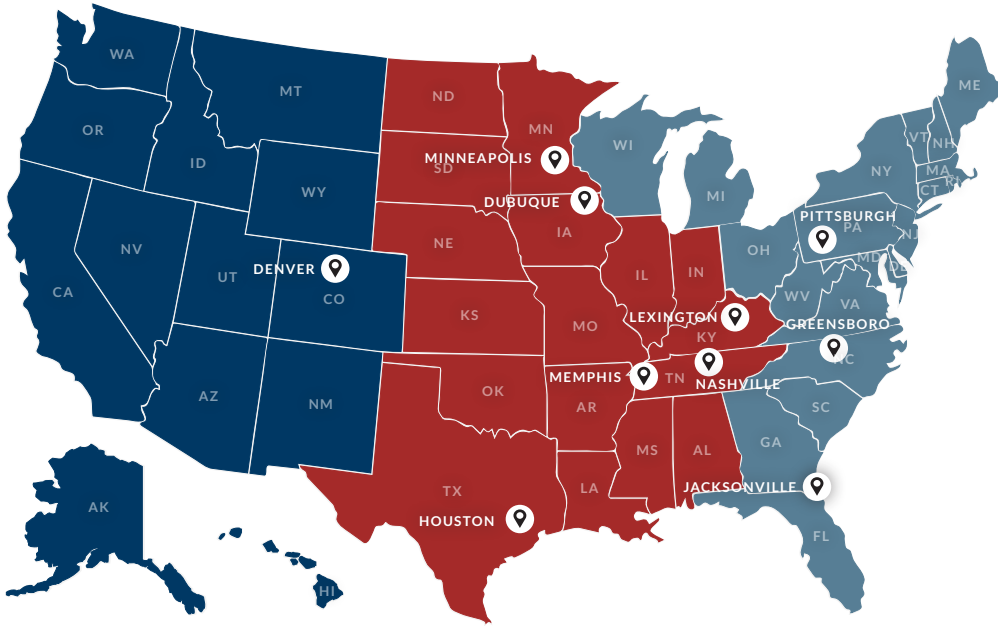 WA
ME
MT
ND
MN
OR
VT
NH
WI
MINNEAPOLIS
ID
SD
NY
MA
RI
CT
WY
MI
DUBUQUE
PITTSBURGH
IA
PA
NJ
NV
NE
OH
MD
DE
DENVER
UT
IL
IN
CO
CA
WV
VA
KS
LEXINGTON
MO
GREENSBORO
KY
NC
MEMPHIS
TN
NASHVILLE
OK
AZ
NM
AR
SC
GA
MS
AL
TX
LA
JACKSONVILLE
AK
HOUSTON
FL
HI